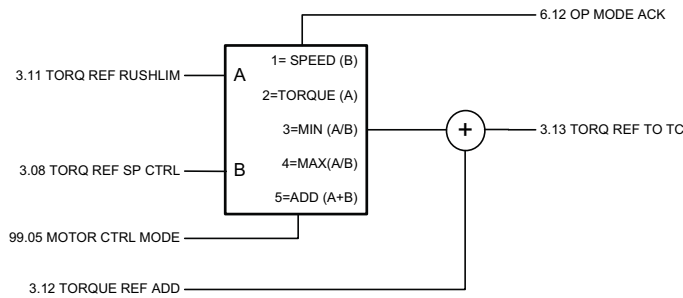 6.12 OP MODE ACK
3.11 TORQ REF RUSHLIM
A
1= SPEED (B)
2=TORQUE (A)
3=MIN (A/B)
4=MAX(A/B)
5=ADD (A+B)
+
3.13 TORQ REF TO TC
3.08 TORQ REF SP CTRL
B
99.05 MOTOR CTRL MODE
3.12 TORQUE REF ADD